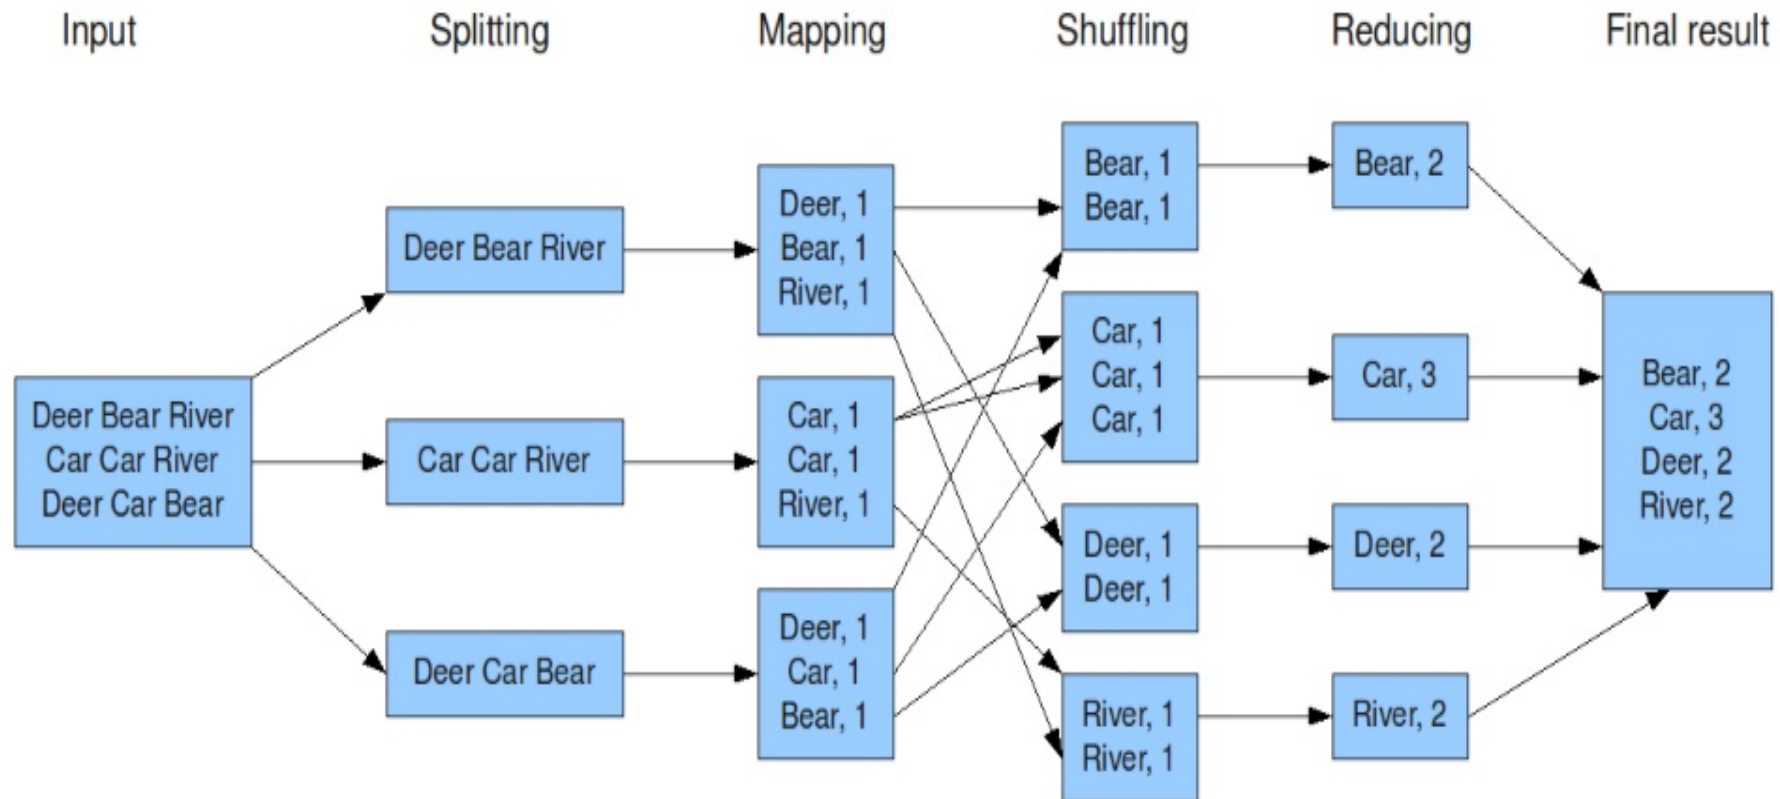 Input
Splitting
Mapping
Shuffling
Reducing
Final result
Deer Bear River
Car Car River
Deer Car Bear
Deer Bear River
Car Car River
Deer Car Bear
Deer, 1
Bear, 1
River, 1
Car, 1
Car, 1
River, 1
Deer, 1
Car, 1
Bear, 1
Bear, 1
Bear, 1
Car, 1
Car, 1
Car, 1
Deer, 1
Deer, 1
River, 1
River, 1
Bear, 2
Car, 3
Deer, 2
River, 2
Bear, 2
Car, 3
Deer, 2
River, 2